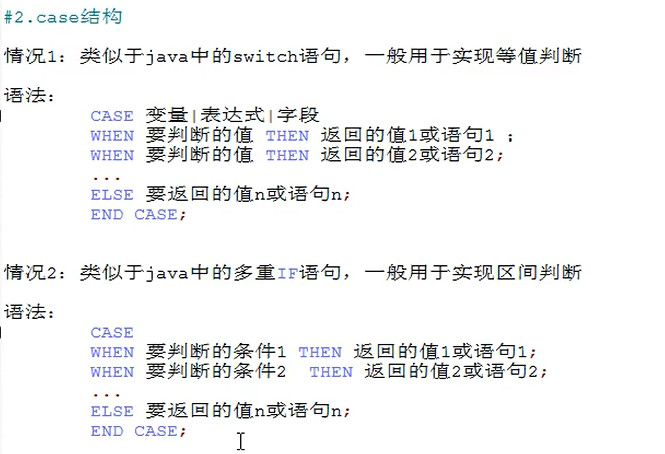 #2.case结构
情况1：类似于java中的switch语句，一般用于实现等值判断
语法：
CASE 变量|表达式|字段
WHEN 要判断的值 THEN 返回的值1或语句1 ;
WHEN 要判断的值 THEN 返回的值2或语句2;
...
ELSE 要返回的值n或语句n;
END CASE;
情况2：类似于java中的多重IF语句，一般用于实现区间判断
语法：
CASE
WHEN 要判断的条件1 THEN 返回的值1或语句1;
WHEN 要判断的条件2  THEN 返回的值2或语句2;
...
ELSE 要返回的值n或语句n;
END CASE;